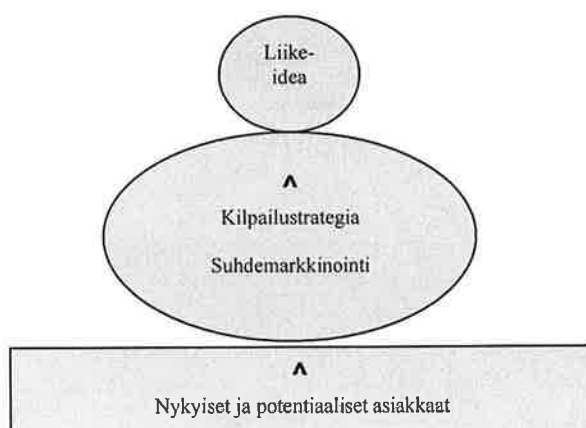 Liike-
idea
^
Kilpailustrategia
Suhdemarkkinointi
^
Nykyiset ja potentiaaliset asiakkaat